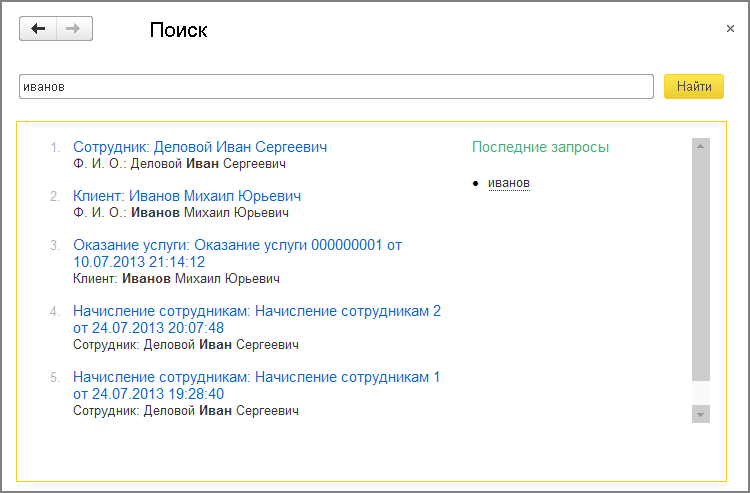 Поиск
иванов
Найти
1. Сотрудник: Деловой Иван Сергеевич
Ф. И. О.: Деловой Иван Сергеевич
2. Клиент: Иванов Михаил Юрьевич
Ф. И. О.: Иванов Михаил Юрьевич
3. Оказание услуги: Оказание услуги 000000001 от
10.07.2013 21:14:12
Клиент: Иванов Михаил Юрьевич
4. Начисление сотрудникам: Начисление сотрудникам 2
от 24.07.2013 20:07:48
Сотрудник: Деловой Иван Сергеевич
5. Начисление сотрудникам: Начисление сотрудникам 1
от 24.07.2013 19:28:40
Сотрудник: Деловой Иван Сергеевич
Последние запросы
• иванов